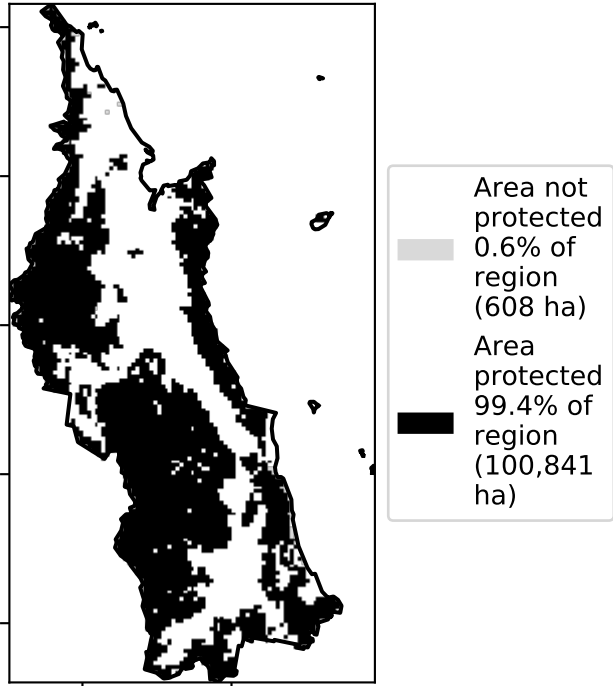 Area not
protected
0.6% of
region
(608 ha)
Area
protected
99.4% of
region
(100,841
ha)